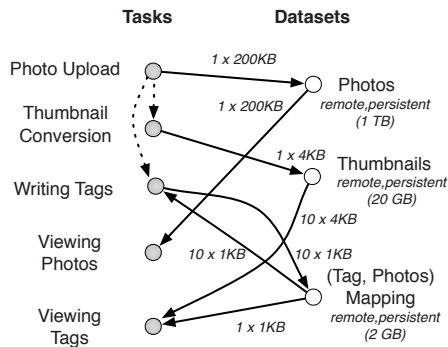 Tasks
Datasets
Photo Upload
1 x 200KB
Photos
remote,persistent
(1 TB)
1 x 200KB
Thumbnail
Conversion
1 x 4KB
Thumbnails
remote,persistent
(20 GB)
Writing Tags
10 x 4KB
10 x 1KB
10 x 1KB
Viewing
Photos
(Tag, Photos)
Mapping
remote,persistent
(2 GB)
Viewing
Tags
1 x 1KB